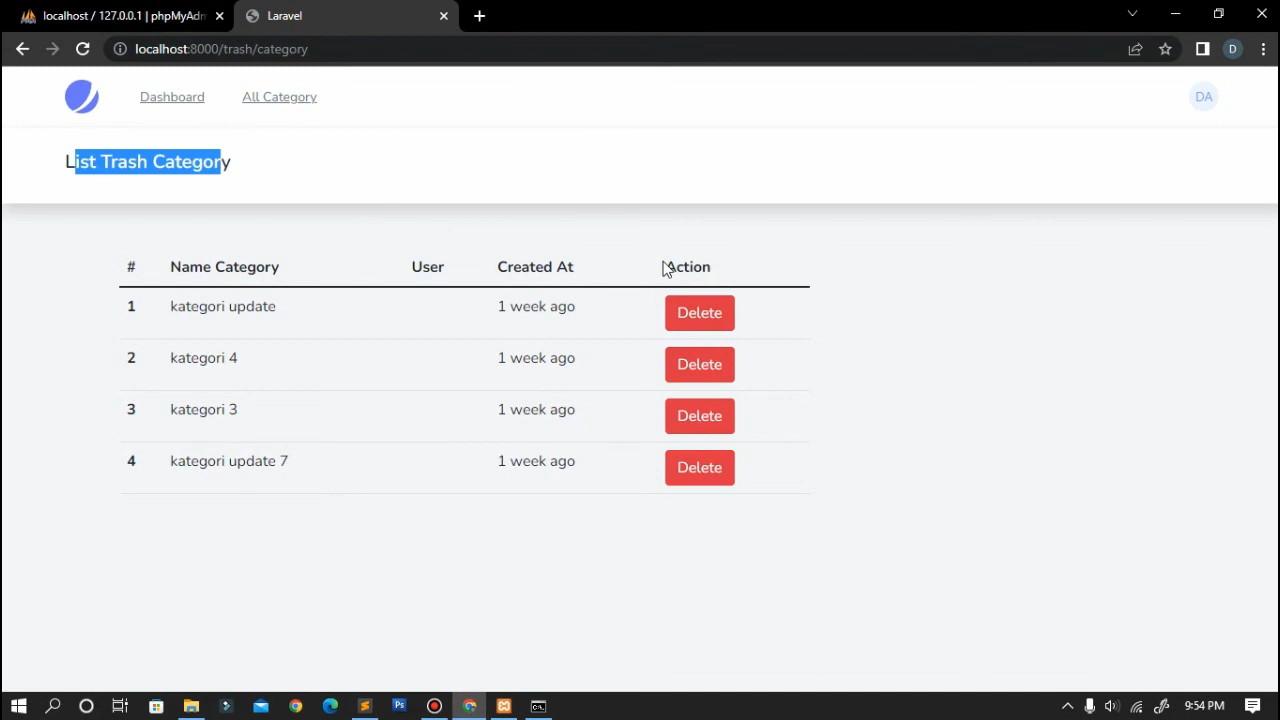 localhost / 127.0.0.1 | phpMyAdm
Laravel
localhost:8000/trash/category
D
Dashboard
All Category
DA
List Trash Category
# Name Category User Created At Action
1 kategori update 1 week ago Delete
2 kategori 4 1 week ago Delete
3 kategori 3 1 week ago Delete
4 kategori update 7 1 week ago Delete
Ps
9:54 PM